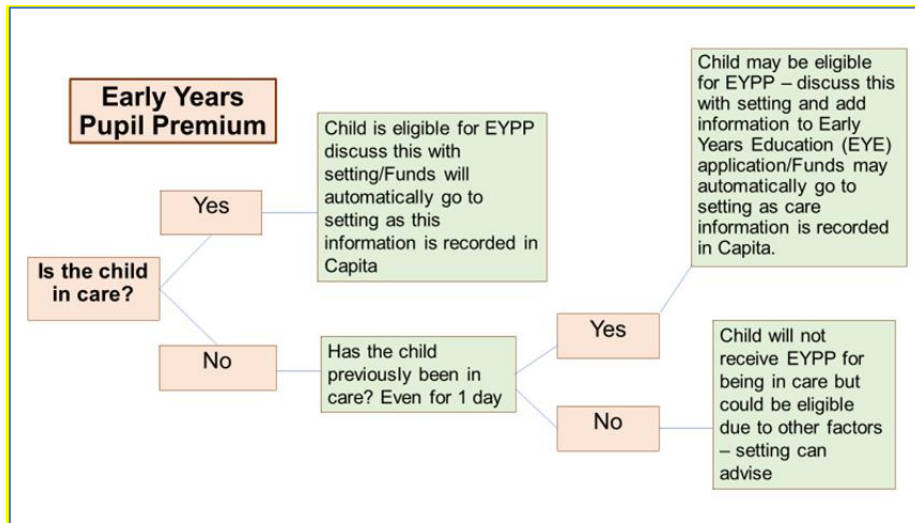 Early Years
Pupil Premium
Is the child
in care?
Yes
Child is eligible for EYPP
discuss this with
setting/Funds will
automatically go to
setting as this
information is recorded in
Capita
No
Has the child
previously been in
care? Even for 1 day
Yes
Child may be eligible
for EYPP – discuss this
with setting and add
information to Early
Years Education (EYE)
application/Funds may
automatically go to
setting as care
information is recorded
in Capita.
No
Child will not
receive EYPP for
being in care but
could be eligible
due to other factors
– setting can
advise